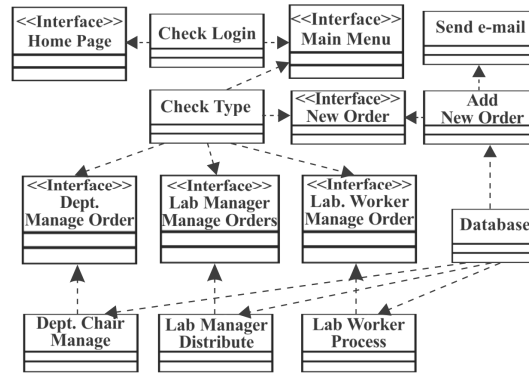 <<Interface>>
Home Page
Check Login
<<Interface>>
Main Menu
Send e-mail
Check Type
<<Interface>>
New Order
Add
New Order
<<Interface>>
Dept.
Manage Order
<<Interface>>
Lab Manager
Manage Orders
<<Interface>>
Lab. Worker
Manage Order
Database
Dept. Chair
Manage
Lab Manager
Distribute
Lab Worker
Process